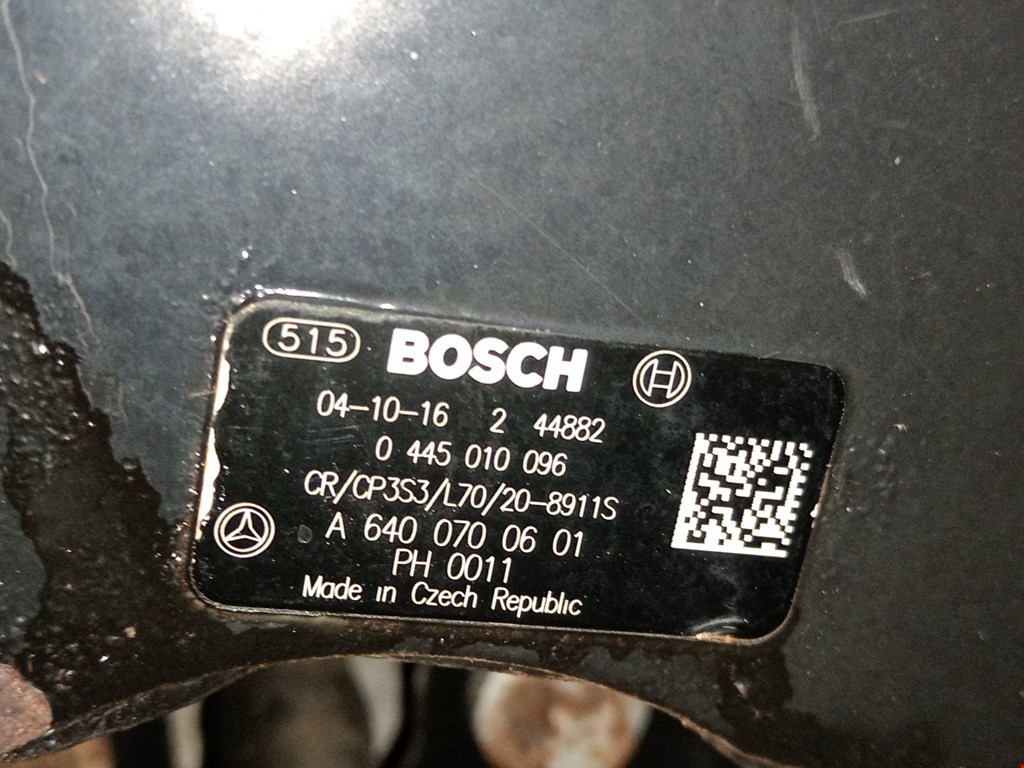 515 BOSCH
04-10-16 2 44882
0 445 010 096
CR/CP3S3/L70/20-8911S
A 640 070 06 01
PH 0011
Made in Czech Republic